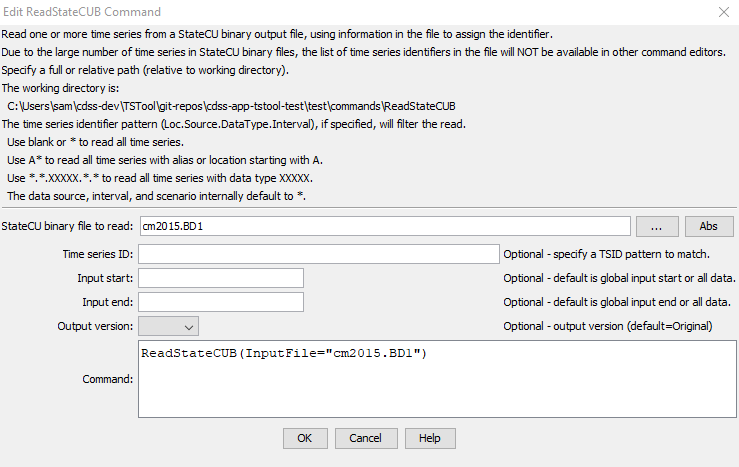 Edit ReadStateCUB Command
Read one or more time series from a StateCU binary output file, using information in the file to assign the identifier.
Due to the large number of time series in StateCU binary files, the list of time series identifiers in the file will NOT be available in other command editors.
Specify a full or relative path (relative to working directory).
The working directory is:
C:\Users\sam\cdss-dev\TSTool\git-repos\cdss-app-tstool-test\test\commands\ReadStateCUB
The time series identifier pattern (Loc.Source.DataType.Interval), if specified, will filter the read.
Use blank or * to read all time series.
Use A* to read all time series with alias or location starting with A.
Use *.*.XXXXX.*.* to read all time series with data type XXXXX.
The data source, interval, and scenario internally default to *.
StateCU binary file to read: cm2015.BD1 ... Abs
Time series ID: Optional - specify a TSID pattern to match.
Input start: Optional - default is global input start or all data.
Input end: Optional - default is global input end or all data.
Output version: Optional - output version (default=Original)
ReadStateCUB(InputFile="cm2015.BD1")
Command:
OK Cancel Help